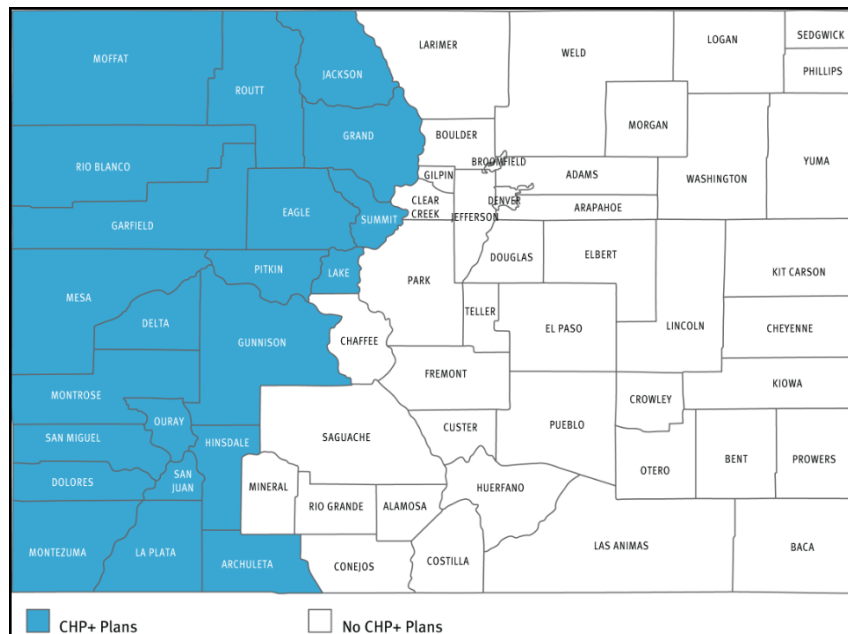 LARIMER
WELD
LOGAN
SEDGWICK
PHILLIPS
MOFFAT
ROUTT
JACKSON
GRAND
BOULDER
MORGAN
YUMA
RIO BLANCO
BROOMFIELD
GILPIN
ADAMS
WASHINGTON
CLEAR
CREEK
DENVER
JEFFERSON
ARAPAHOE
GARFIELD
EAGLE
SUMMIT
DOUGLAS
ELBERT
PITKIN
LAKE
PARK
KIT CARSON
MESA
DELTA
TELLER
EL PASO
LINCOLN
CHEYENNE
GUNNISON
CHAFFEE
FREMONT
KIOWA
MONTROSE
CROWLEY
OURAY
SAN MIGUEL
HINSDALE
SAGUACHE
CUSTER
PUEBLO
BENT
PROWERS
OTERO
DOLORES
SAN
JUAN
MINERAL
RIO GRANDE
ALAMOSA
HUERFANO
MONTEZUMA
LA PLATA
ARCHULETA
CONEJOS
COSTILLA
LAS ANIMAS
BACA
CHP+ Plans
No CHP+ Plans